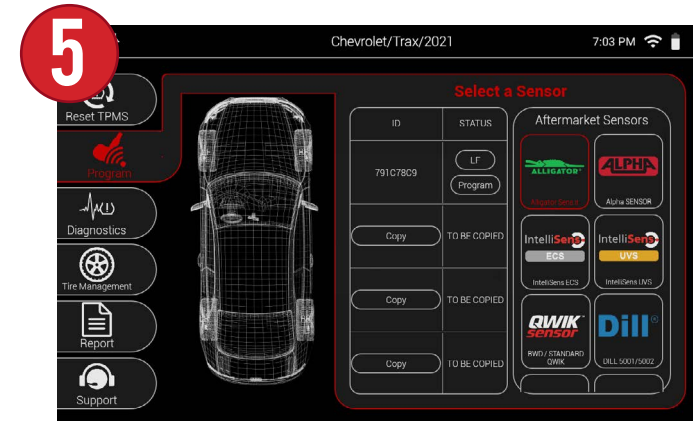 5
Chevrolet/Trax/2021
7:03 PM
Reset TPMS
Program
Diagnostics
Tire Management
Report
Support
Select a Sensor
ID
STATUS
791C78C9
LF
Program
Copy
TO BE COPIED
Copy
TO BE COPIED
Copy
TO BE COPIED
Aftermarket Sensors
ALLIGATOR
Alligator Sens.it
ALPHA
Alpha SENSOR
IntelliSens
ECS
IntelliSens ECS
IntelliSens
UVS
IntelliSens UVS
QWIK
sensor
RWD / STANDARD
QWIK
Dill®
DILL 5001/5002